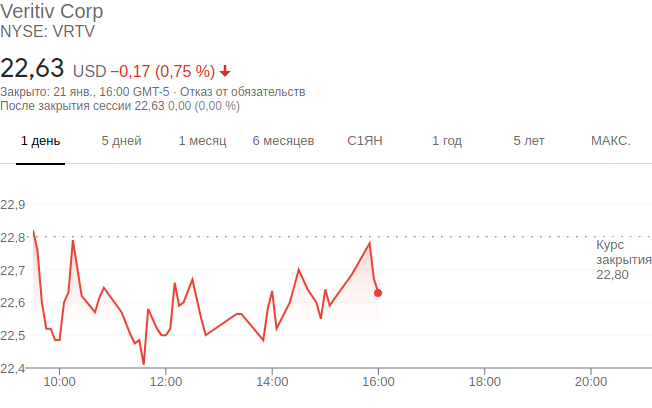 Veritiv Corp
NYSE: VRTV
22,63 USD −0,17 (0,75 %)
Закрыто: 21 янв., 16:00 GMT-5 · Отказ от обязательств
После закрытия сессии 22,63 0,00 (0,00 %)
1 день 5 дней 1 месяц 6 месяцев С1ЯН 1 год 5 лет МАКС.
22,9
22,8
Курс
закрытия
22,80
22,7
22,6
22,5
22,4
10:00 12:00 14:00 16:00 18:00 20:00